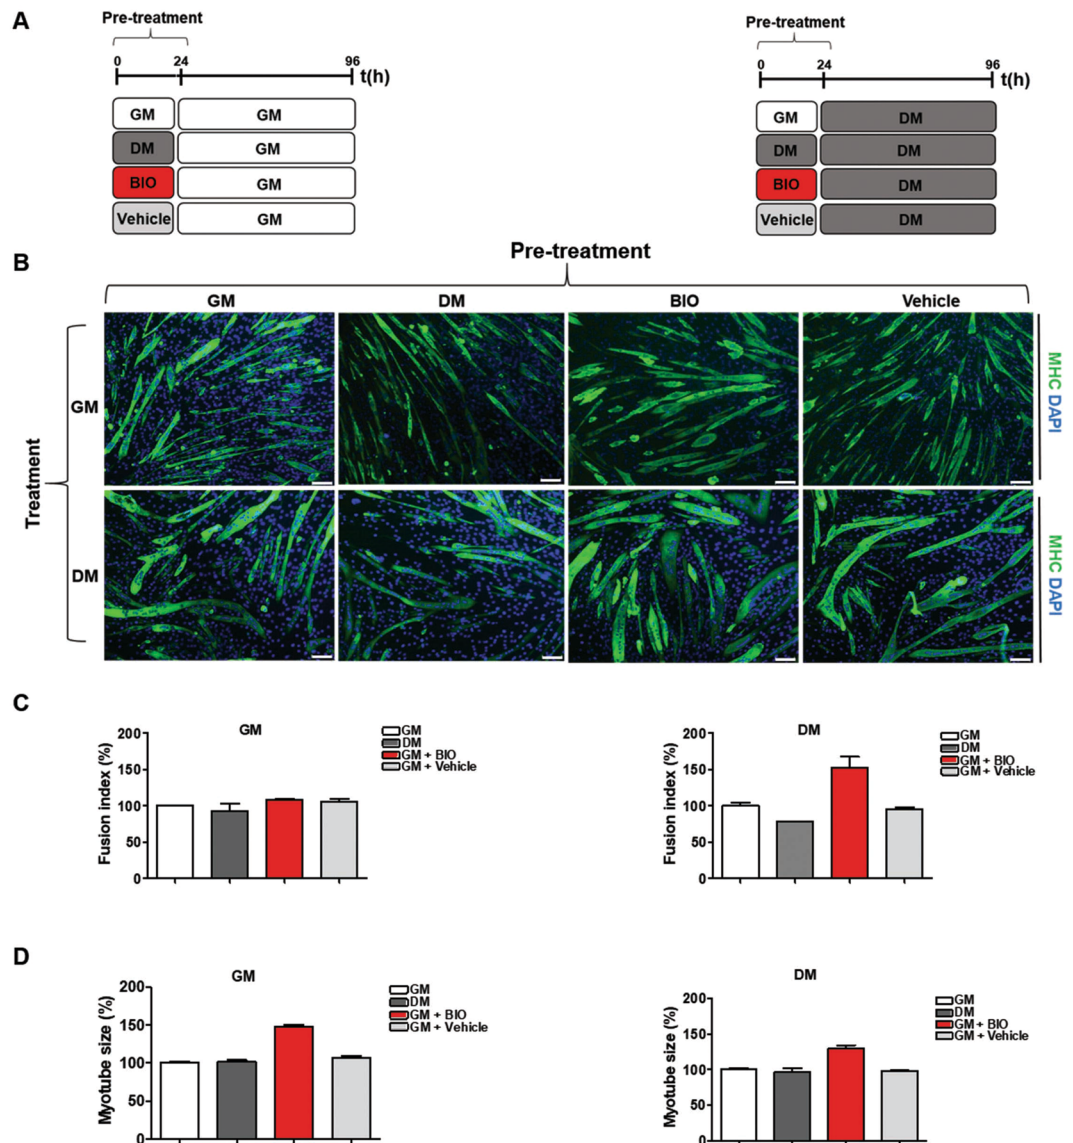 A
Pre-treatment
0 24 96
t(h)
GM GM
DM GM
BIO GM
Vehicle GM
Pre-treatment
0 24 96
t(h)
GM DM
DM DM
BIO DM
Vehicle DM
B
Pre-treatment
GM DM BIO Vehicle
Treatment
GM
MHC DAPI
DM
MHC DAPI
C
GM
Fusion index (%)
200
150
100
50
0
GM
DM
GM + BIO
GM + Vehicle
DM
Fusion index (%)
200
150
100
50
0
GM
DM
GM + BIO
GM + Vehicle
D
GM
Myotube size (%)
200
150
100
50
0
GM
DM
GM + BIO
GM + Vehicle
DM
Myotube size (%)
200
150
100
50
0
GM
DM
GM + BIO
GM + Vehicle